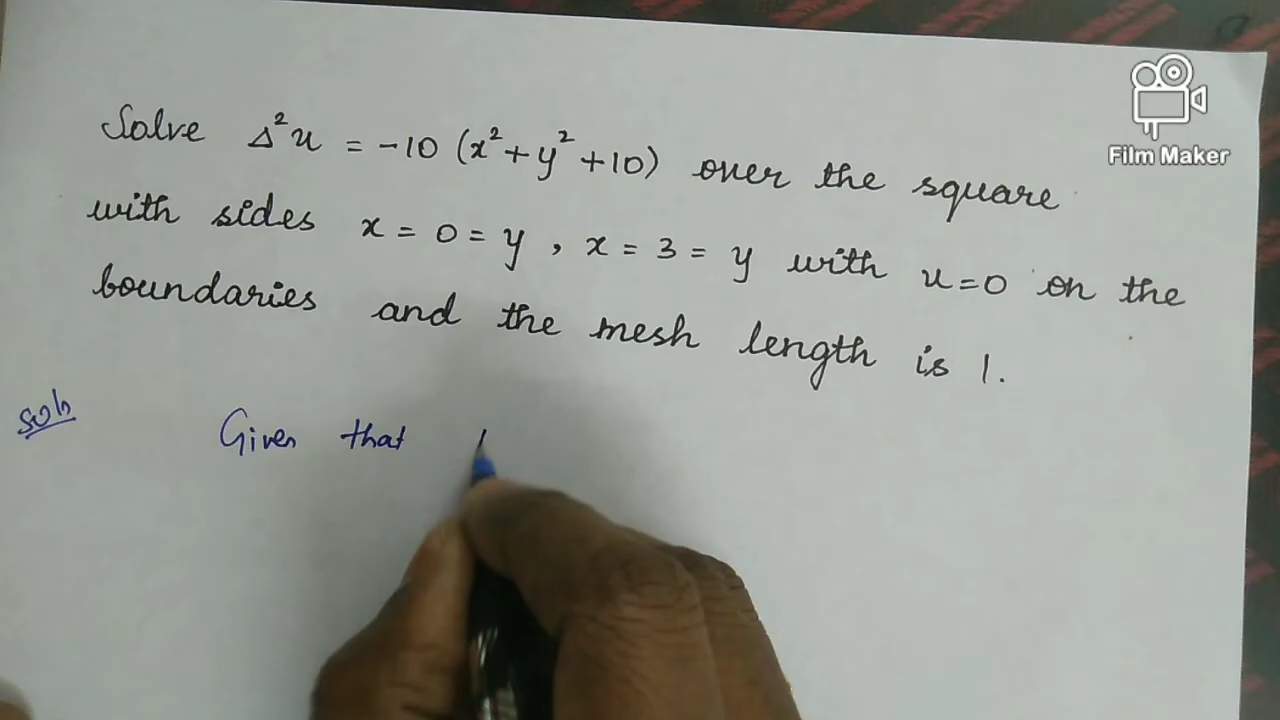 Solve Δ²u = -10 (x² + y² + 10) over the square
with sides x = 0 = y , x = 3 = y with u=0 on the
boundaries and the mesh length is 1.
Soln Given that
Film Maker